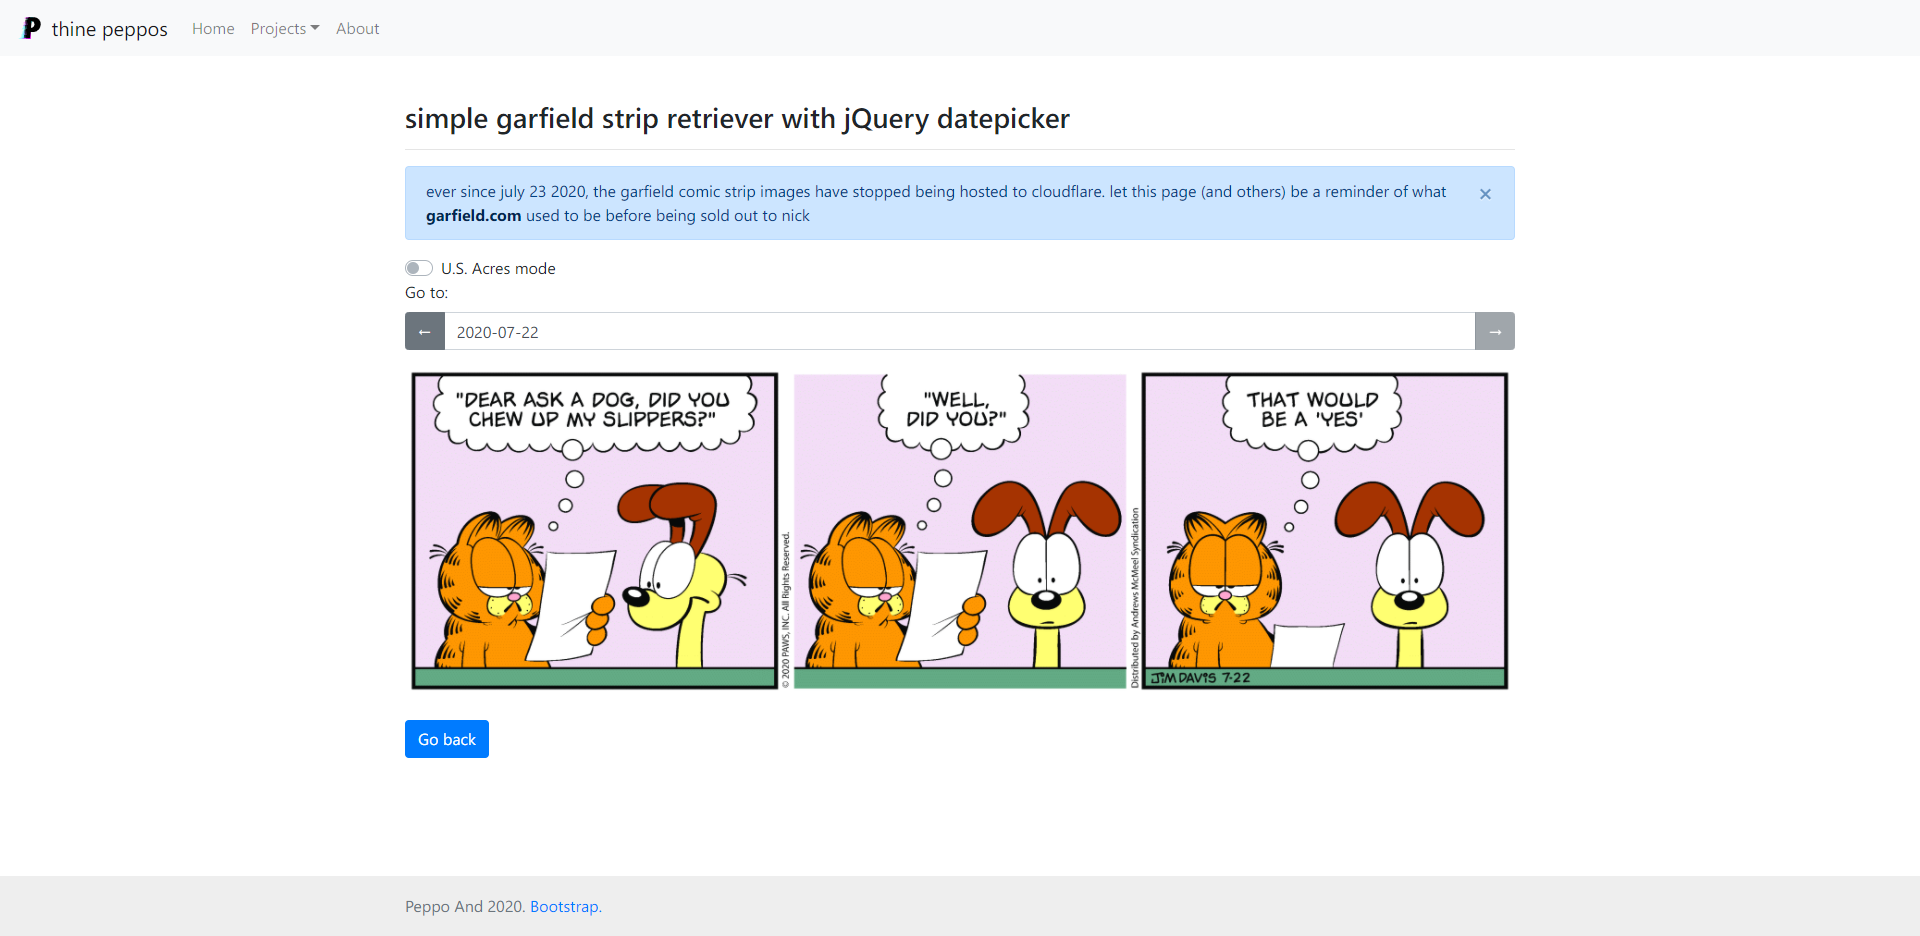 P thine peppos Home Projects About
simple garfield strip retriever with jQuery datepicker
ever since july 23 2020, the garfield comic strip images have stopped being hosted to cloudflare. let this page (and others) be a reminder of what ×
garfield.com used to be before being sold out to nick
U.S. Acres mode
Go to:
← 2020-07-22 →
"DEAR ASK A DOG, DID YOU
CHEW UP MY SLIPPERS?"
© 2020 PAWS, INC. All Rights Reserved.
"WELL,
DID YOU?"
Distributed by Andrews McMeel Syndication
THAT WOULD
BE A 'YES'
JIM DAVIS 7-22
Go back
Peppo And 2020. Bootstrap.